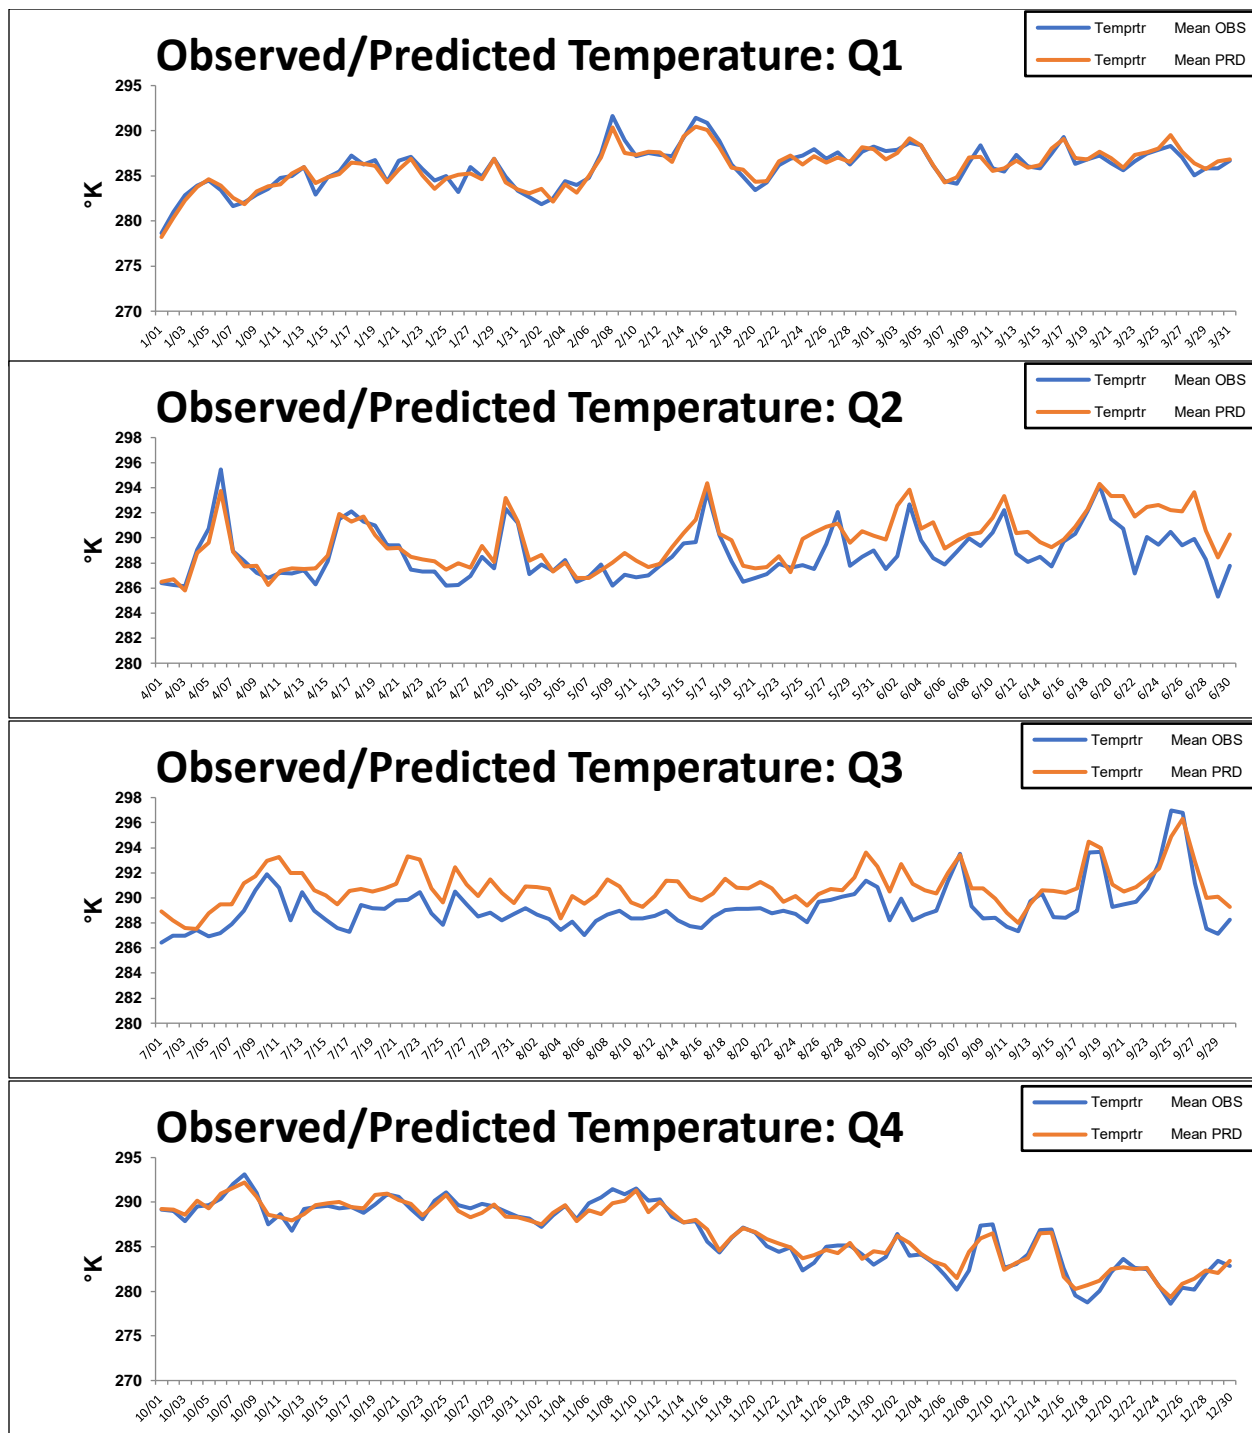 Observed/Predicted Temperature: Q1
Temprtr Mean OBS
Temprtr Mean PRD
°K
295
290
285
280
275
270
1/01 1/03 1/05 1/07 1/09 1/11 1/13 1/15 1/17 1/19 1/21 1/23 1/25 1/27 1/29 1/31 2/02 2/04 2/06 2/08 2/10 2/12 2/14 2/16 2/18 2/20 2/22 2/24 2/26 2/28 3/01 3/03 3/05 3/07 3/09 3/11 3/13 3/15 3/17 3/19 3/21 3/23 3/25 3/27 3/29 3/31
Observed/Predicted Temperature: Q2
Temprtr Mean OBS
Temprtr Mean PRD
°K
298
296
294
292
290
288
286
284
282
280
4/01 4/03 4/05 4/07 4/09 4/11 4/13 4/15 4/17 4/19 4/21 4/23 4/25 4/27 4/29 5/01 5/03 5/05 5/07 5/09 5/11 5/13 5/15 5/17 5/19 5/21 5/23 5/25 5/27 5/29 5/31 6/02 6/04 6/06 6/08 6/10 6/12 6/14 6/16 6/18 6/20 6/22 6/24 6/26 6/28 6/30
Observed/Predicted Temperature: Q3
Temprtr Mean OBS
Temprtr Mean PRD
°K
298
296
294
292
290
288
286
284
282
280
7/01 7/03 7/05 7/07 7/09 7/11 7/13 7/15 7/17 7/19 7/21 7/23 7/25 7/27 7/29 7/31 8/02 8/04 8/06 8/08 8/10 8/12 8/14 8/16 8/18 8/20 8/22 8/24 8/26 8/28 8/30 9/01 9/03 9/05 9/07 9/09 9/11 9/13 9/15 9/17 9/19 9/21 9/23 9/25 9/27 9/29
Observed/Predicted Temperature: Q4
Temprtr Mean OBS
Temprtr Mean PRD
°K
295
290
285
280
275
270
10/01 10/03 10/05 10/07 10/09 10/11 10/13 10/15 10/17 10/19 10/21 10/23 10/25 10/27 10/29 10/31 11/02 11/04 11/06 11/08 11/10 11/12 11/14 11/16 11/18 11/20 11/22 11/24 11/26 11/28 11/30 12/02 12/04 12/06 12/08 12/10 12/12 12/14 12/16 12/18 12/20 12/22 12/24 12/26 12/28 12/30